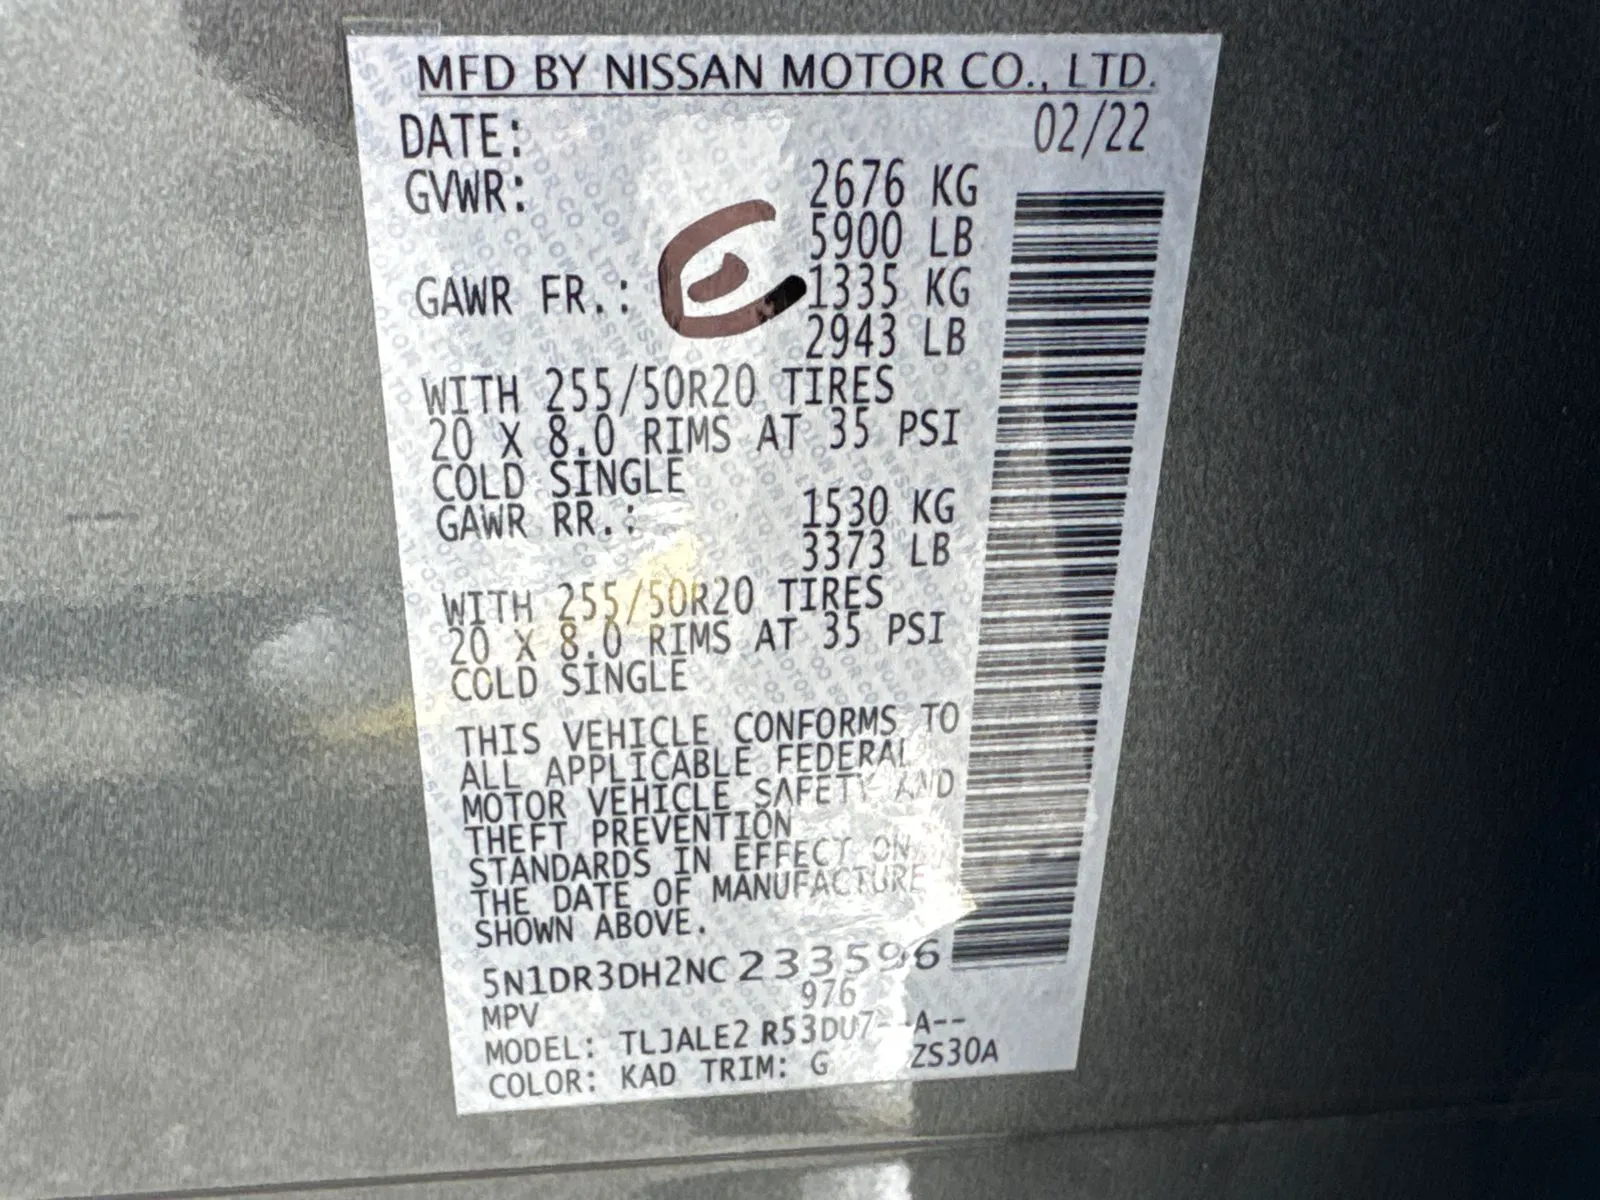 MFD BY NISSAN MOTOR CO., LTD.
DATE: 02/22
GVWR: 2676 KG
5900 LB
E
GAWR FR.: 1335 KG
2943 LB
WITH 255/50R20 TIRES
20 X 8.0 RIMS AT 35 PSI
COLD SINGLE
GAWR RR.: 1530 KG
3373 LB
WITH 255/50R20 TIRES
20 X 8.0 RIMS AT 35 PSI
COLD SINGLE
THIS VEHICLE CONFORMS TO
ALL APPLICABLE FEDERAL
MOTOR VEHICLE SAFETY AND
THEFT PREVENTION
STANDARDS IN EFFECT ON
THE DATE OF MANUFACTURE
SHOWN ABOVE.
5N1DR3DH2NC233596
976
MPV
MODEL: TLJALE2 R53DU7--A--
COLOR: KAD TRIM: G ZS30A